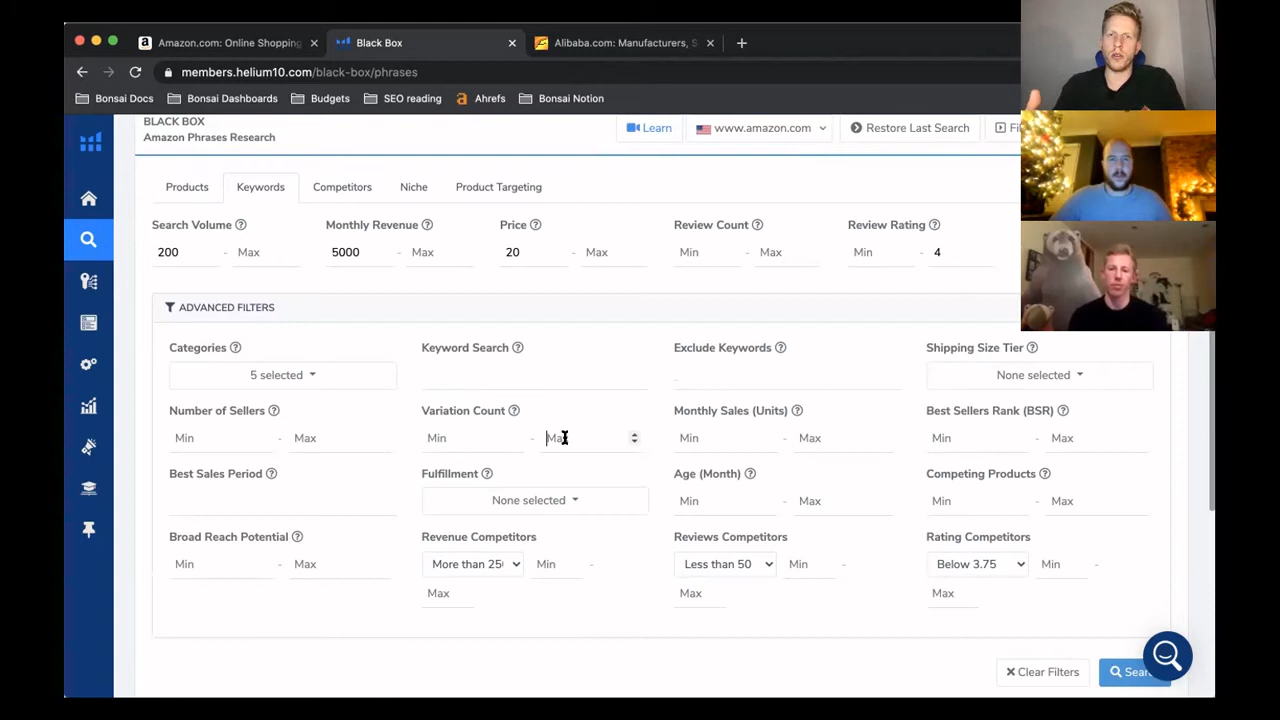 Amazon.com: Online Shopping
Black Box
Alibaba.com: Manufacturers, S
members.helium10.com/black-box/phrases
Bonsai Docs
Bonsai Dashboards
Budgets
SEO reading
Ahrefs
Bonsai Notion
BLACK BOX
Amazon Phrases Research
Learn
www.amazon.com
Restore Last Search
Fil
Products
Keywords
Competitors
Niche
Product Targeting
Search Volume
Monthly Revenue
Price
Review Count
Review Rating
200 - Max
5000 - Max
20 - Max
Min - Max
Min - 4
ADVANCED FILTERS
Categories
Keyword Search
Exclude Keywords
Shipping Size Tier
5 selected
None selected
Number of Sellers
Variation Count
Monthly Sales (Units)
Best Sellers Rank (BSR)
Min - Max
Min - Max
Min - Max
Min - Max
Best Sales Period
Fulfillment
Age (Month)
Competing Products
None selected
Min - Max
Min - Max
Broad Reach Potential
Revenue Competitors
Reviews Competitors
Rating Competitors
Min - Max
More than 25 Min -
Less than 50 Min -
Below 3.75 Min -
Max
Max
Max
Clear Filters
Sear